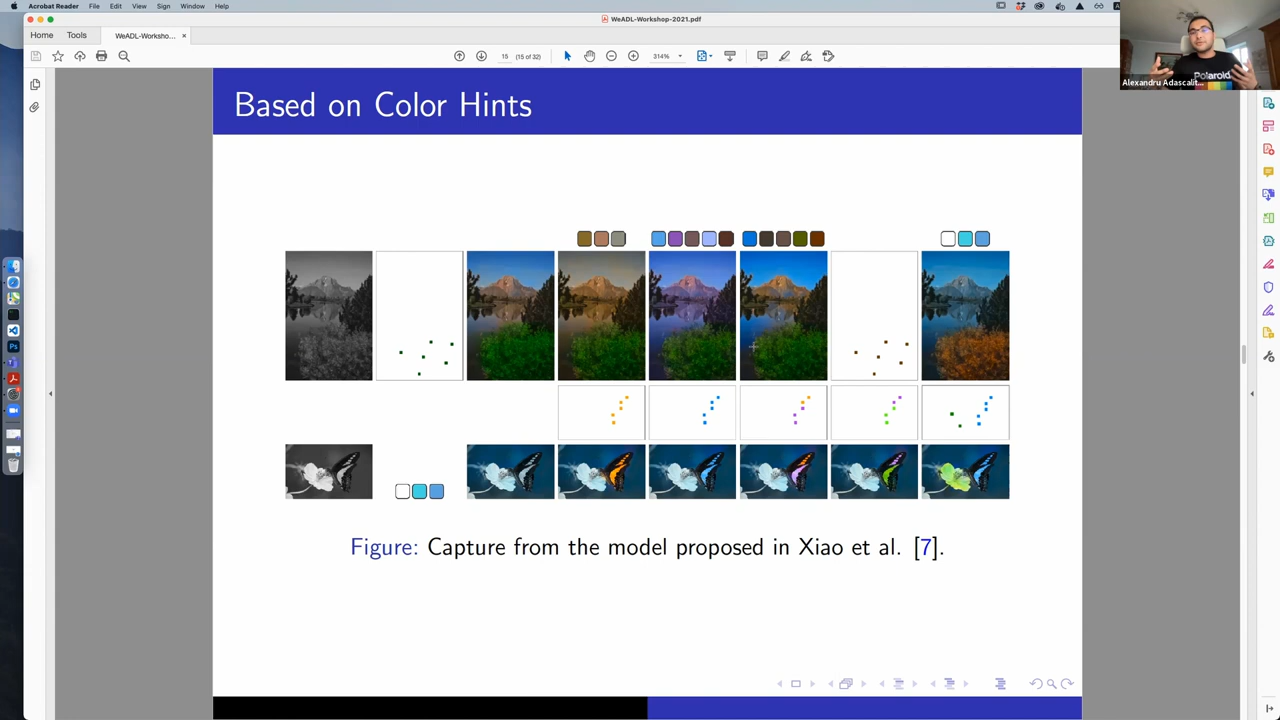 Acrobat Reader File Edit View Sign Window Help
WeADL-Workshop-2021.pdf
Home Tools WeADL-Worksho... ×
15 (15 of 32) 314%
Polaroid
Alexandru Adascalit...
Based on Color Hints
Figure: Capture from the model proposed in Xiao et al. [7].